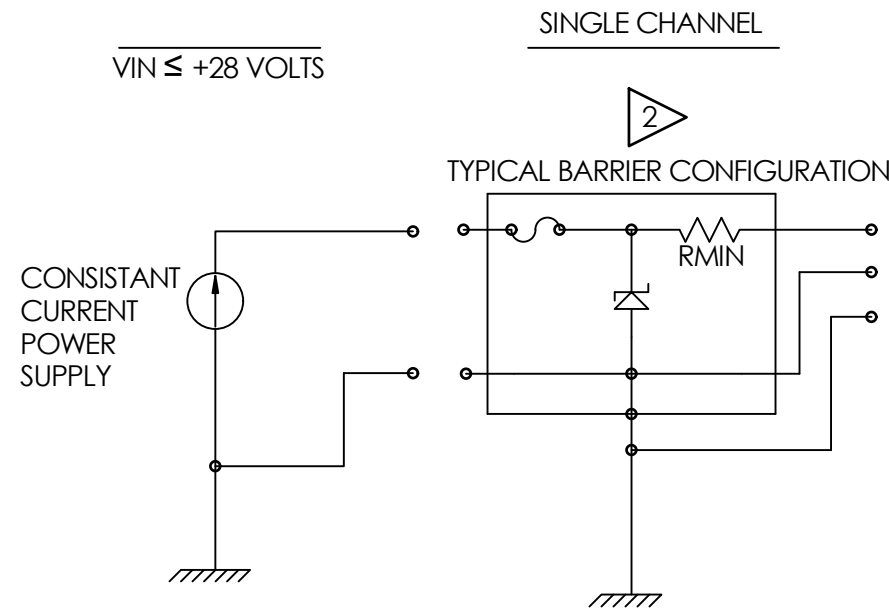 SINGLE CHANNEL
VIN ≤ +28 VOLTS
2
TYPICAL BARRIER CONFIGURATION
RMIN
CONSISTANT
CURRENT
POWER
SUPPLY